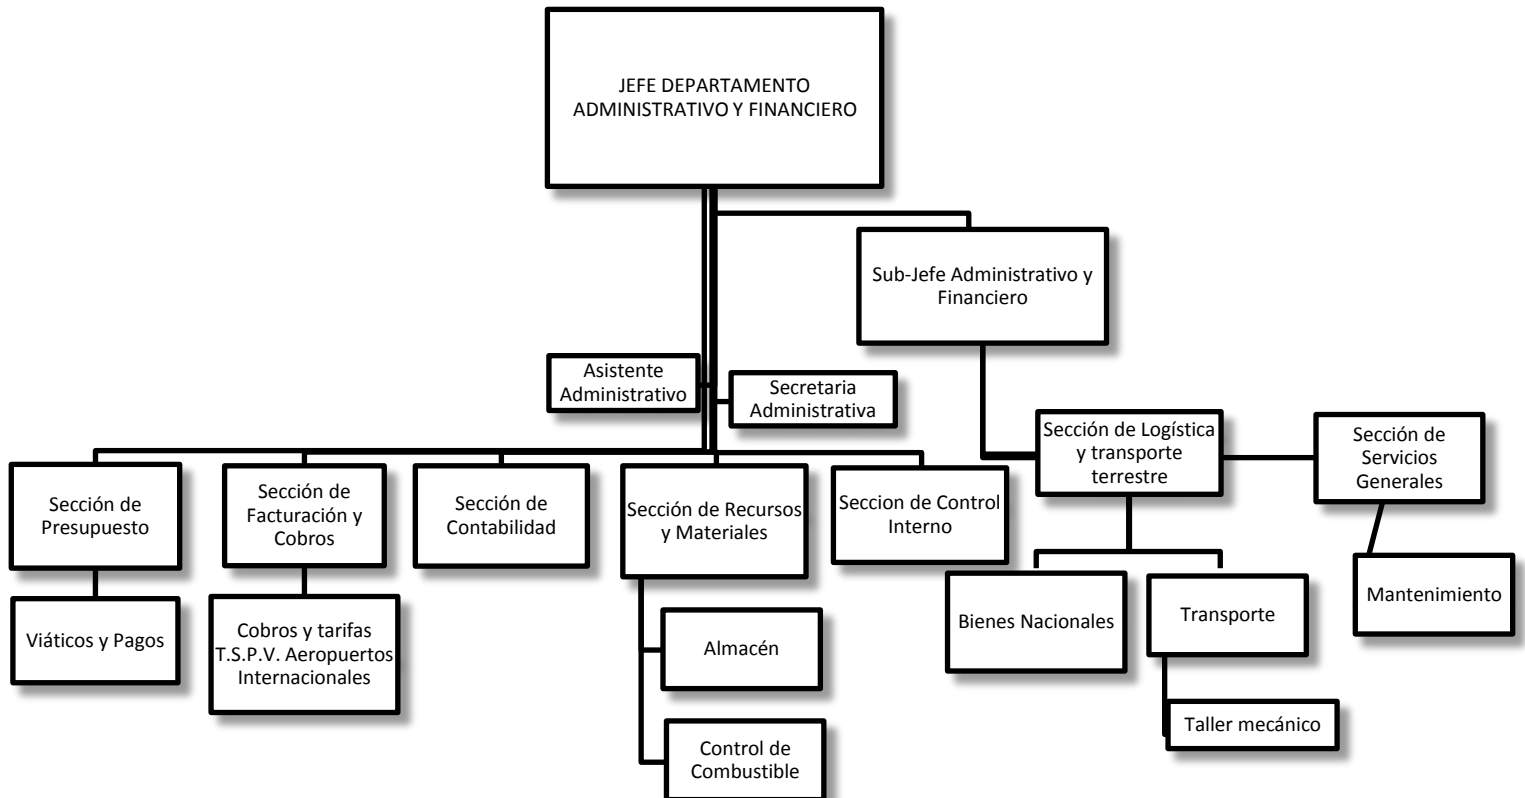 JEFE DEPARTAMENTO
ADMINISTRATIVO Y FINANCIERO
Sub-Jefe Administrativo y
Financiero
Asistente
Administrativo
Secretaria
Administrativa
Sección de Logística
y transporte
terrestre
Sección de
Servicios
Generales
Sección de
Presupuesto
Sección de
Facturación y
Cobros
Sección de
Contabilidad
Sección de Recursos
y Materiales
Seccion de Control
Interno
Viáticos y Pagos
Cobros y tarifas
T.S.P.V. Aeropuertos
Internacionales
Almacén
Control de
Combustible
Bienes Nacionales
Transporte
Mantenimiento
Taller mecánico